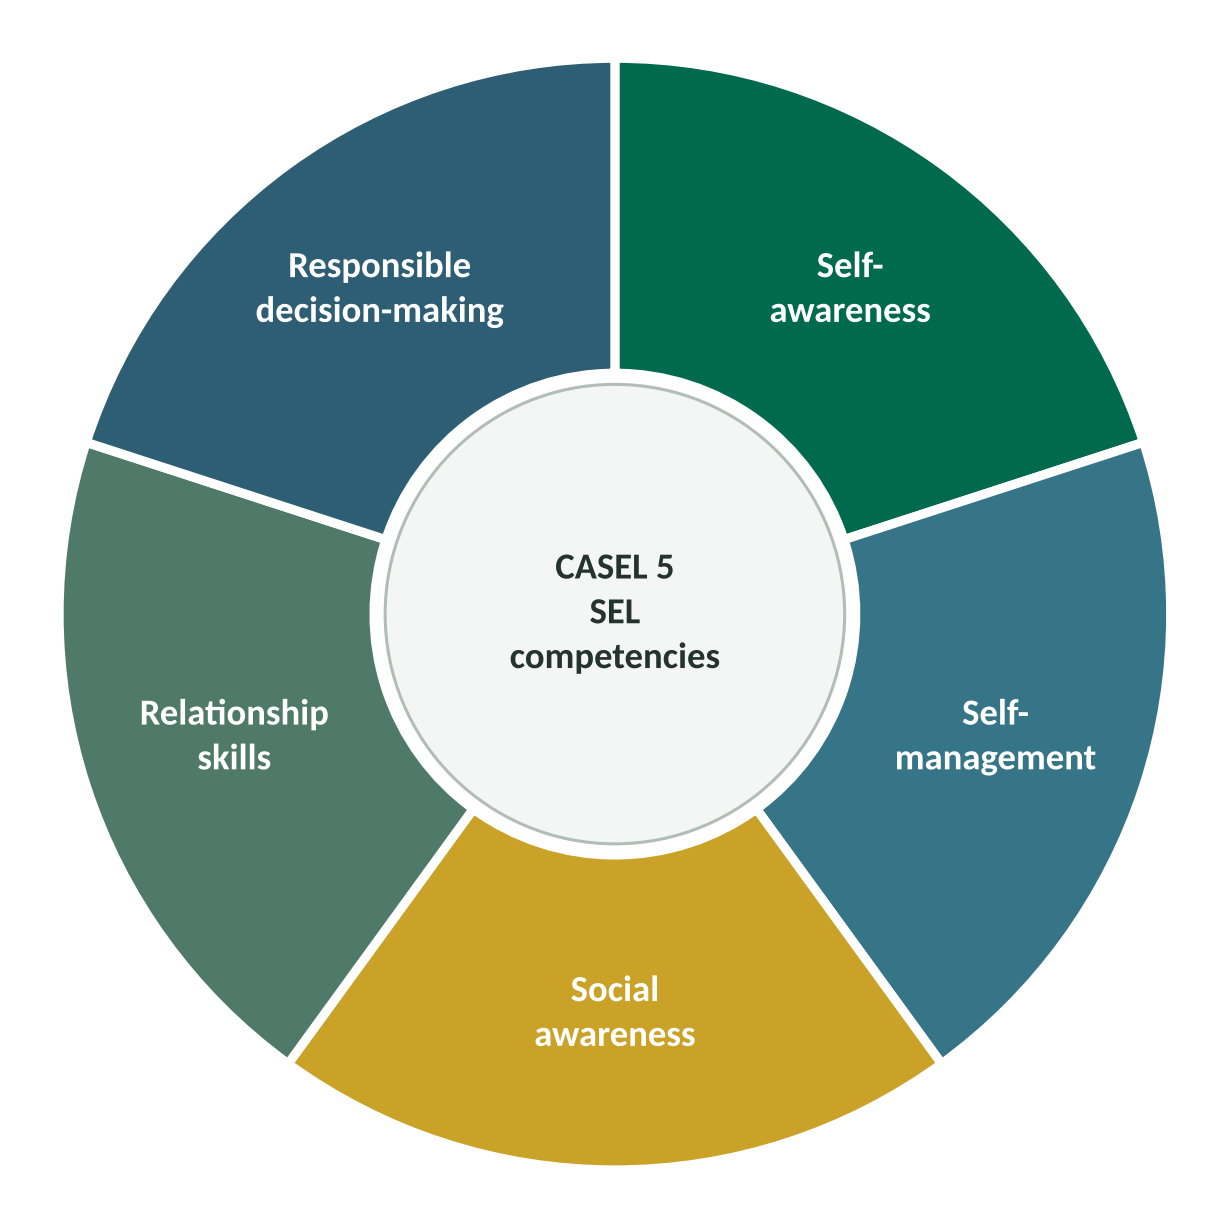 Responsible
decision-making
Self-
awareness
CASEL 5
SEL
competencies
Relationship
skills
Self-
management
Social
awareness